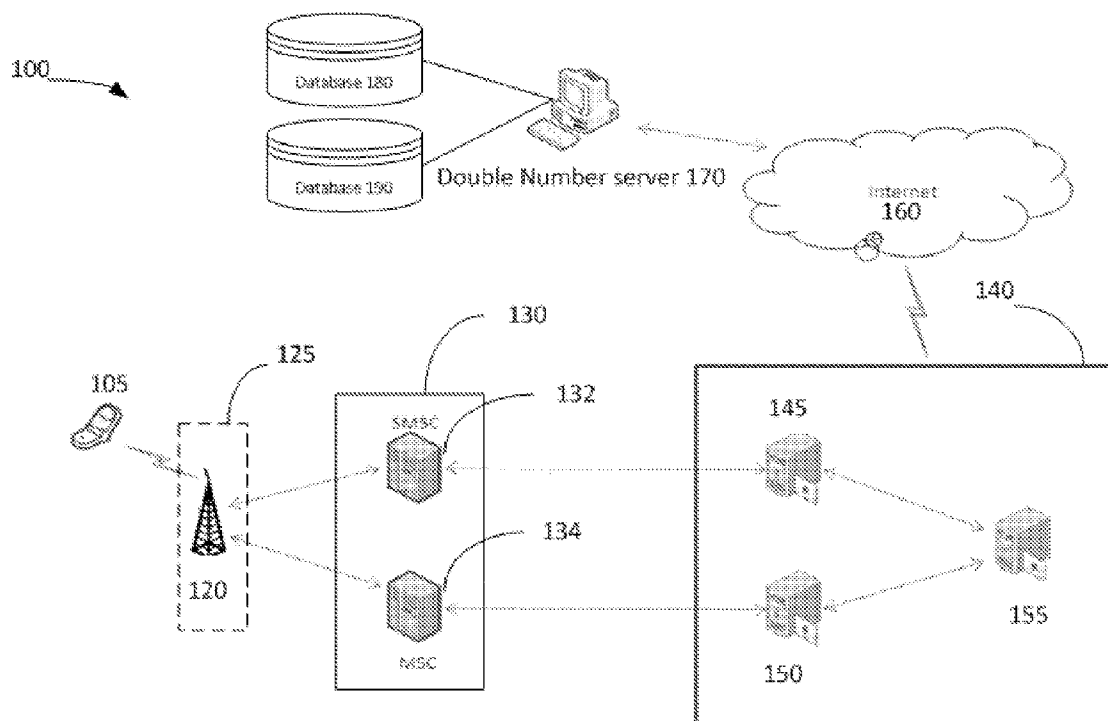 100
Database 180
Database 190
Double Number server 170
Internet
160
140
130
125
105
132
SMSC
145
134
120
MSC
150
155